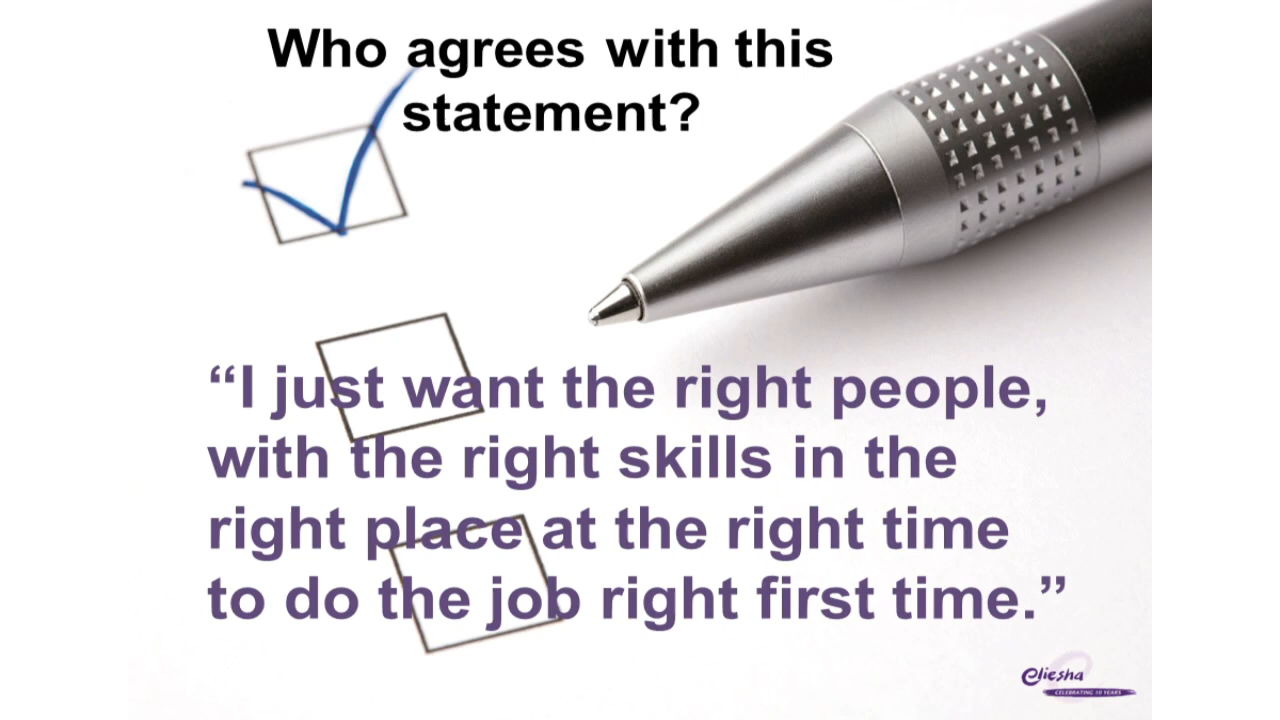 Who agrees with this
statement?
“I just want the right people,
with the right skills in the
right place at the right time
to do the job right first time.”
eliesha
CELEBRATING 10 YEARS